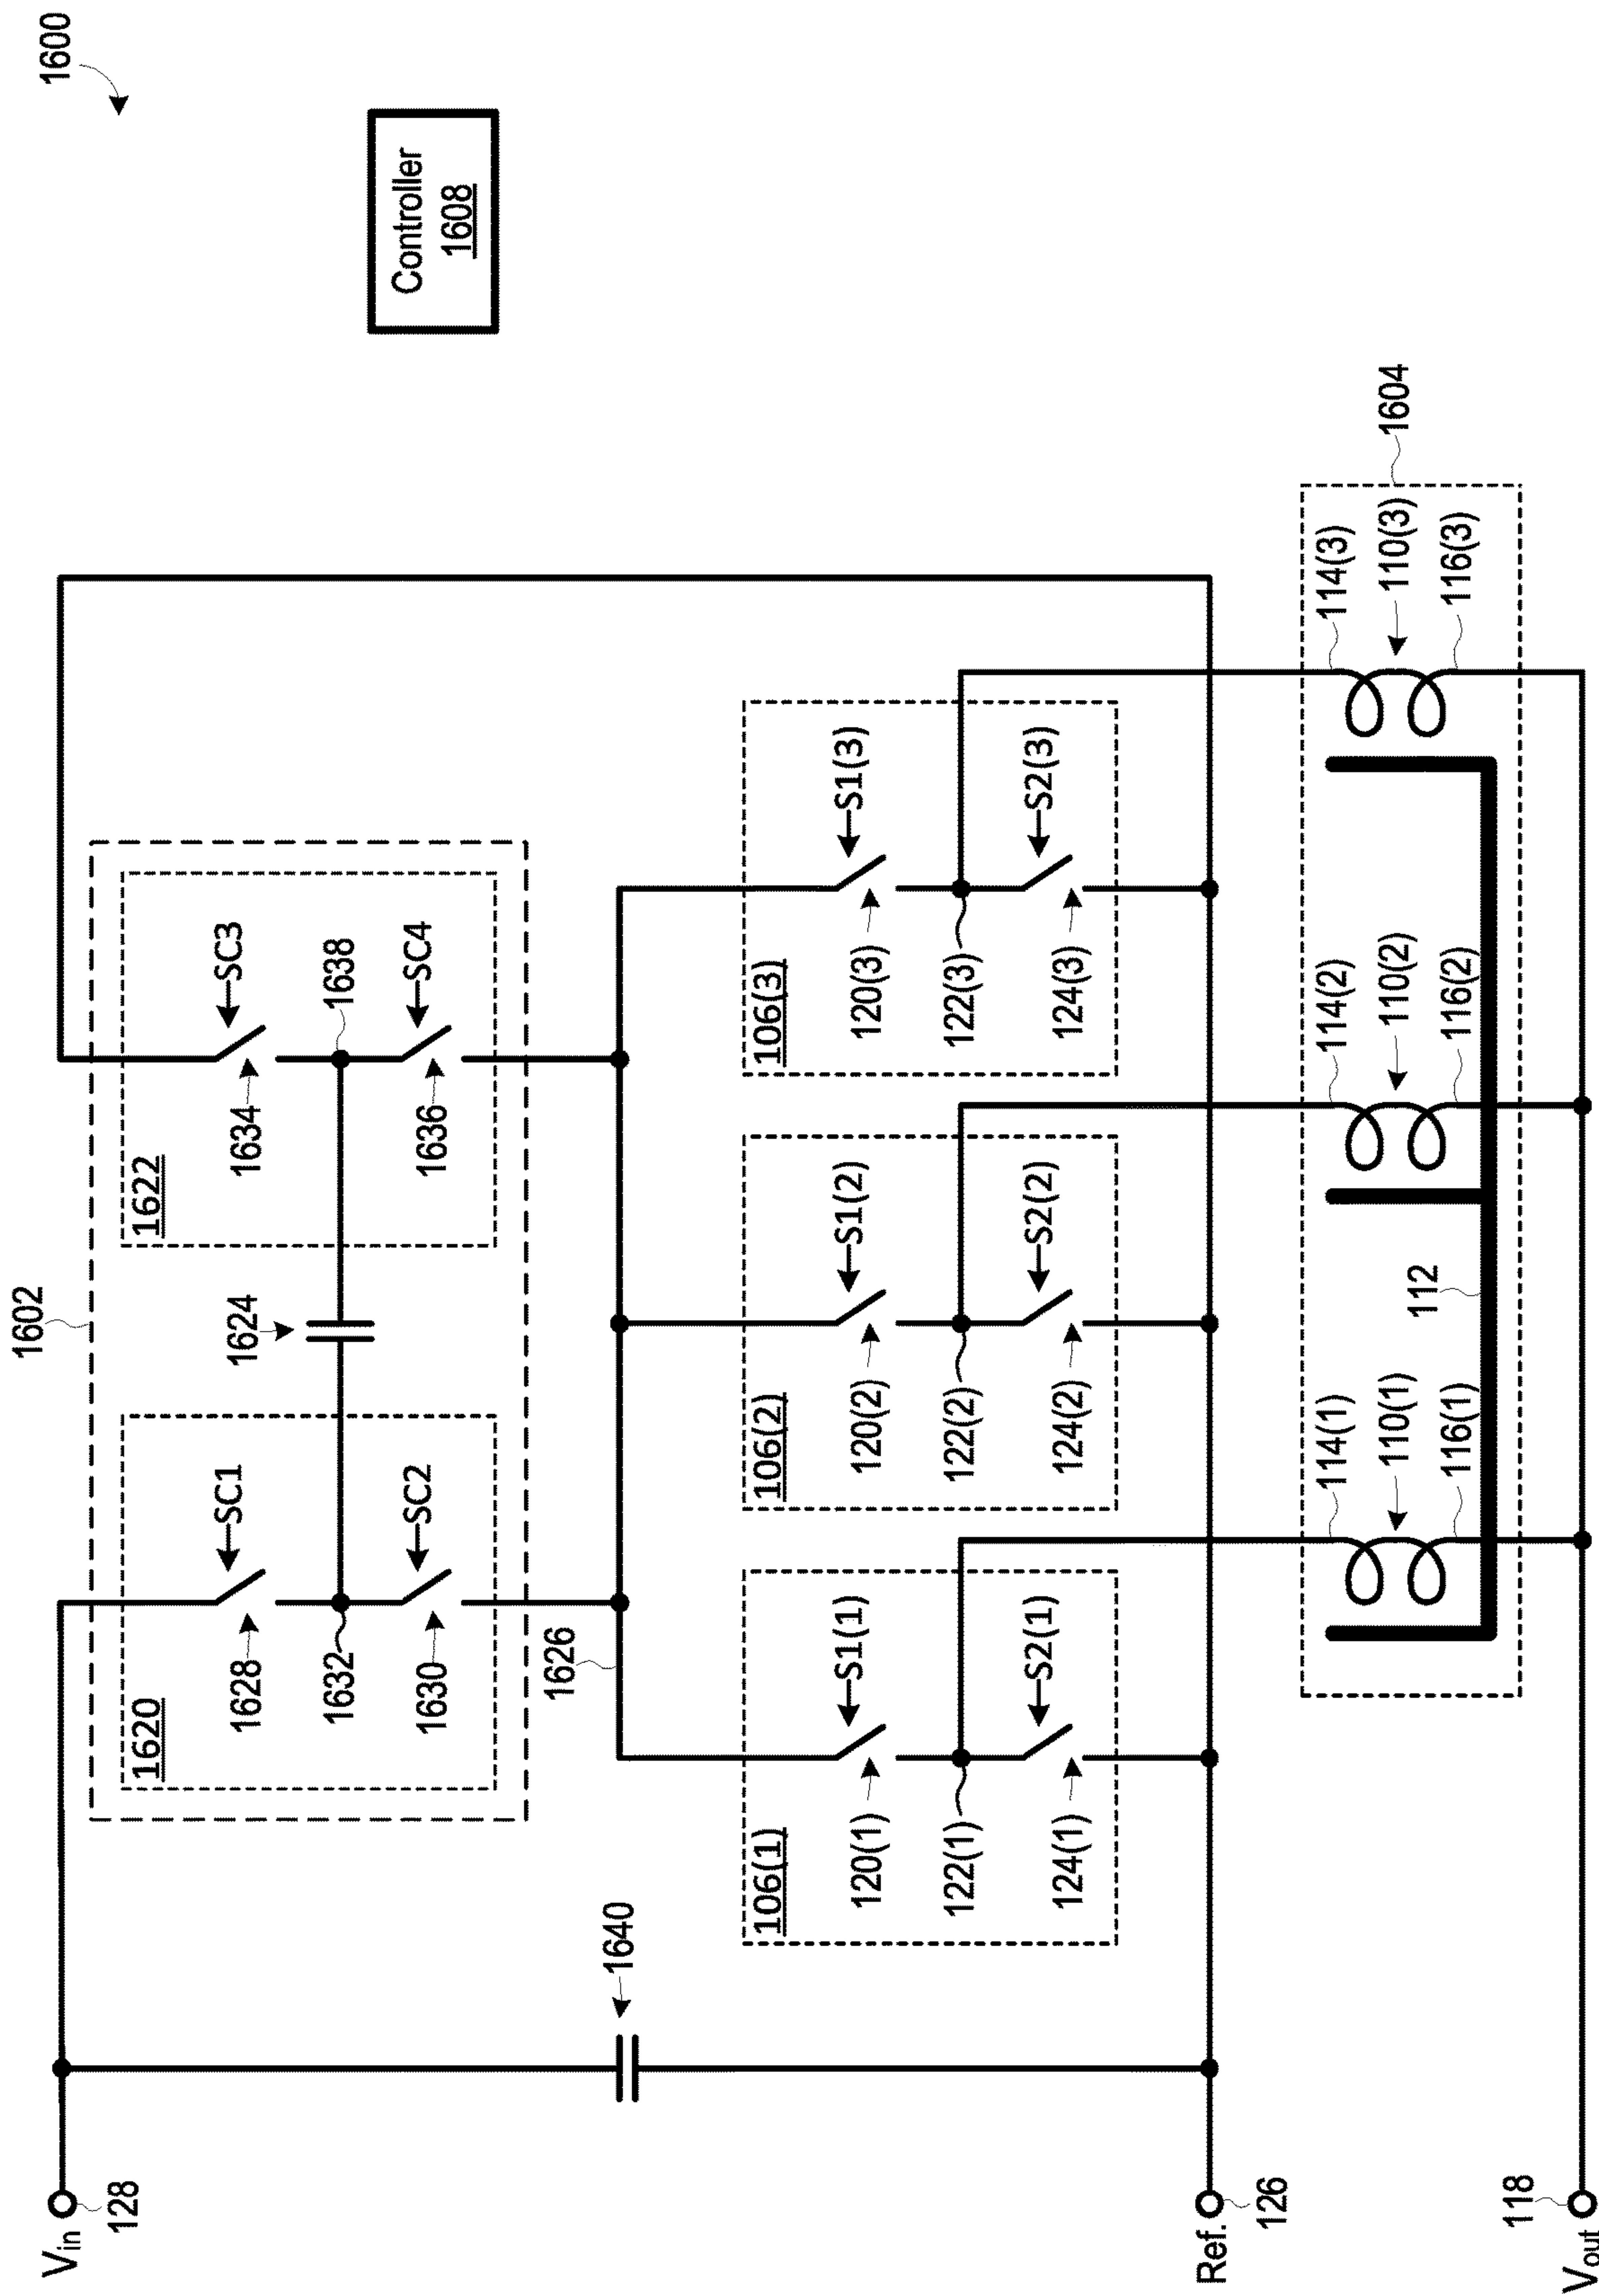 1600
Controller
1608
1602
1620
SC1
1628
1632
SC2
1630
1624
1622
SC3
1634
1638
SC4
1636
1626
1640
106(1)
S1(1)
120(1)
122(1)
S2(1)
124(1)
106(2)
S1(2)
120(2)
122(2)
S2(2)
124(2)
106(3)
S1(3)
120(3)
122(3)
S2(3)
124(3)
1604
114(1)
110(1)
116(1)
112
114(2)
110(2)
116(2)
114(3)
110(3)
116(3)
Vin
128
Ref.
126
Vout
118